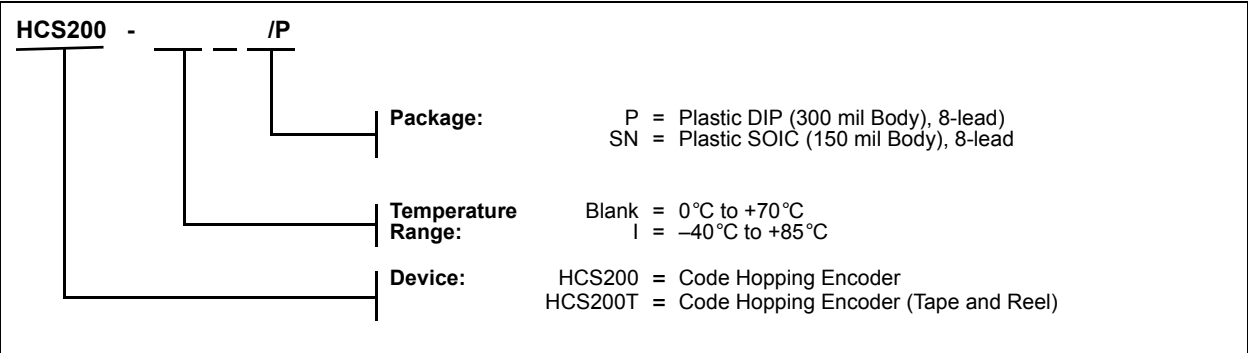 HCS200 - /P
Package: P = Plastic DIP (300 mil Body), 8-lead)
SN = Plastic SOIC (150 mil Body), 8-lead
Temperature Blank = 0°C to +70°C
Range: I = –40°C to +85°C
Device: HCS200 = Code Hopping Encoder
HCS200T = Code Hopping Encoder (Tape and Reel)